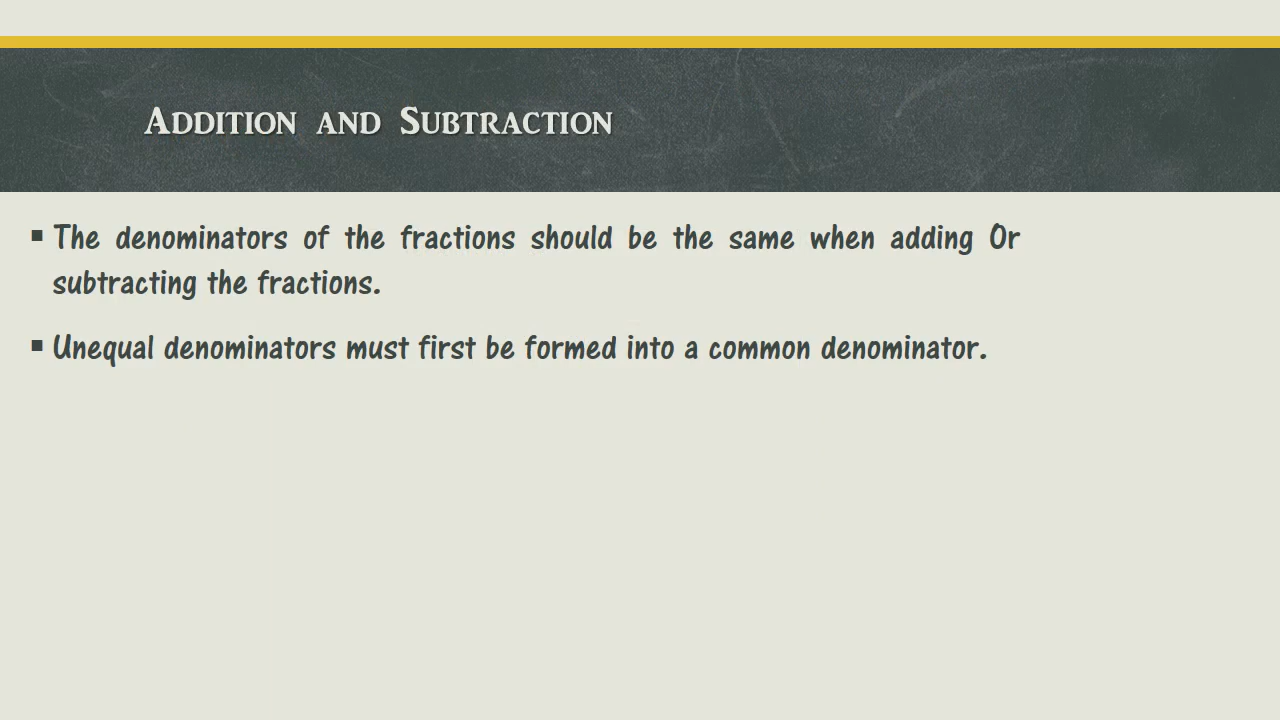 Addition and Subtraction
▪ The denominators of the fractions should be the same when adding Or
subtracting the fractions.
▪ Unequal denominators must first be formed into a common denominator.